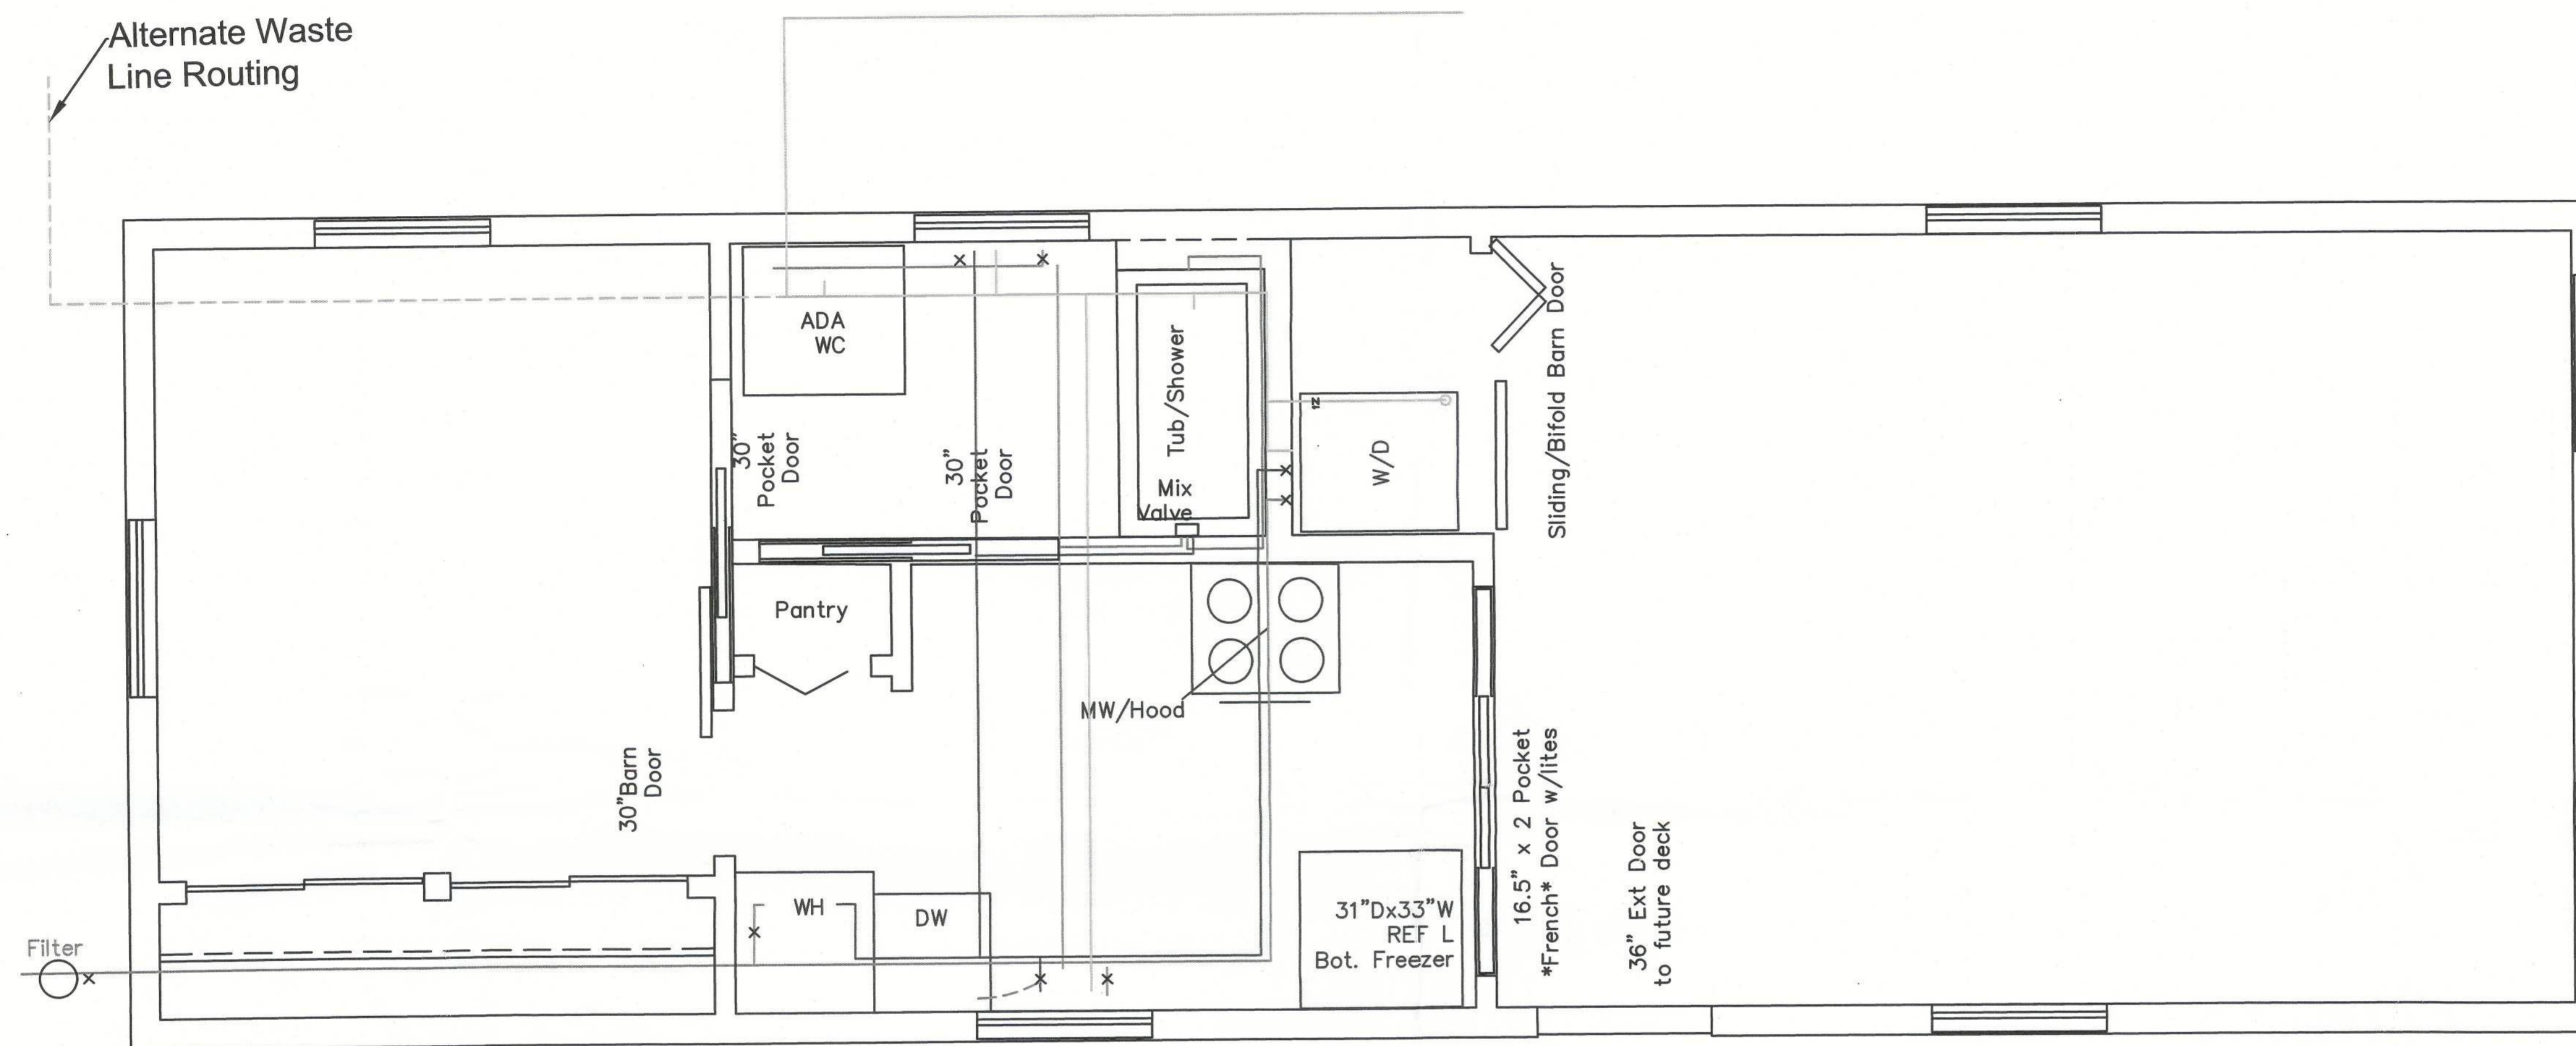 Alternate Waste
Line Routing
ADA
WC
Tub/Shower
Mix
Valve
30"
Pocket
Door
30"
Pocket
Door
W/D
Sliding/Bifold Barn Door
Pantry
MW/Hood
30"Barn
Door
16.5" x 2 Pocket
*French* Door w/lites
36" Ext Door
to future deck
WH
DW
31"Dx33"W
REF L
Bot. Freezer
Filter